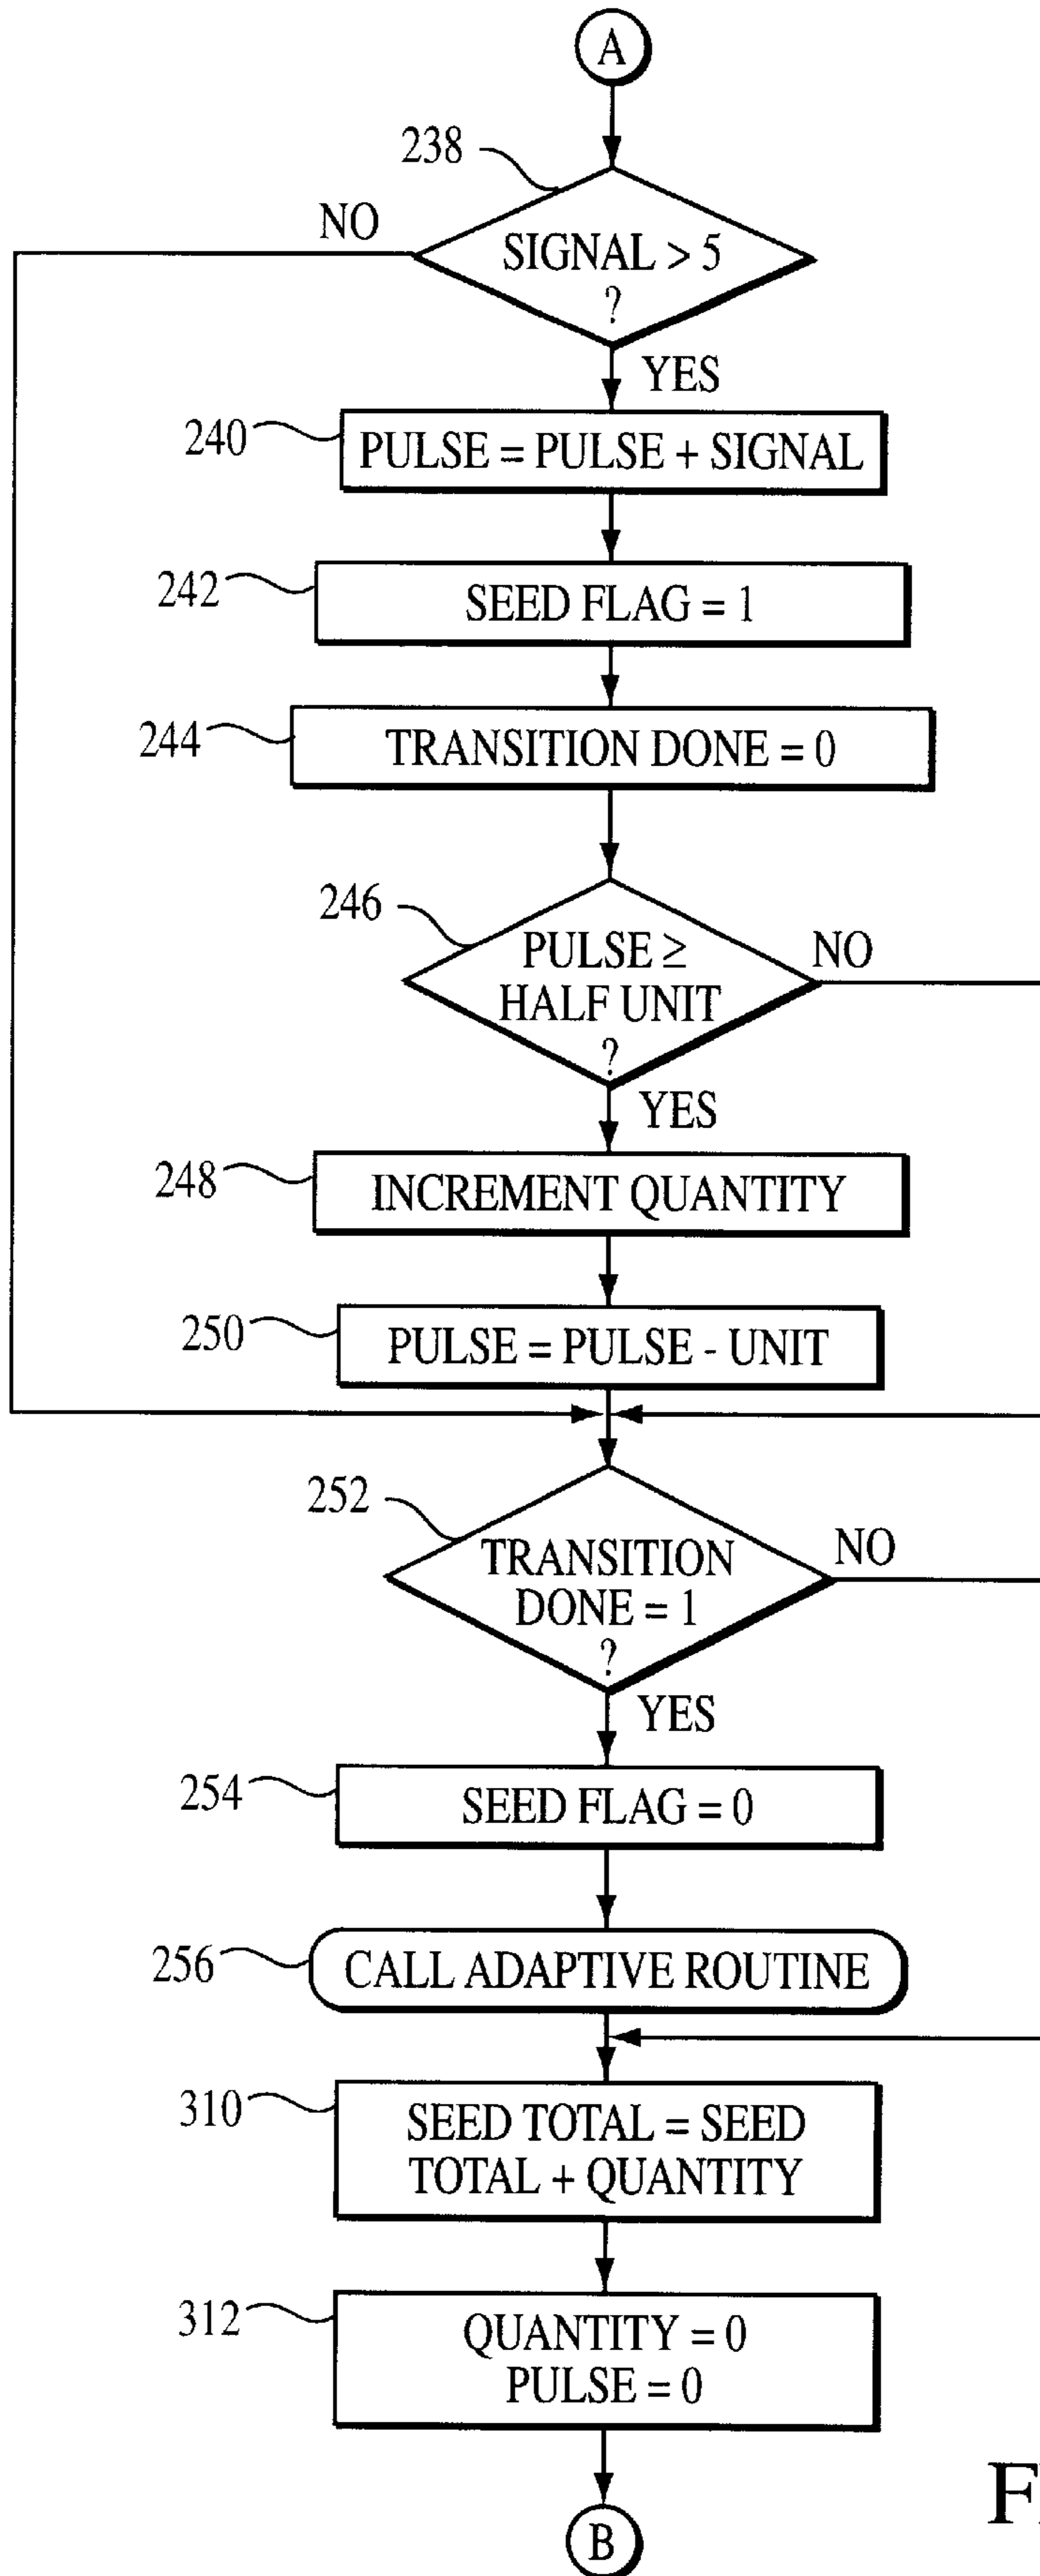 A
238
NO
SIGNAL > 5
?
YES
240
PULSE = PULSE + SIGNAL
242
SEED FLAG = 1
244
TRANSITION DONE = 0
246
PULSE ≥
HALF UNIT
?
NO
YES
248
INCREMENT QUANTITY
250
PULSE = PULSE - UNIT
252
TRANSITION
DONE = 1
?
NO
YES
254
SEED FLAG = 0
256
CALL ADAPTIVE ROUTINE
310
SEED TOTAL = SEED
TOTAL + QUANTITY
312
QUANTITY = 0
PULSE = 0
B